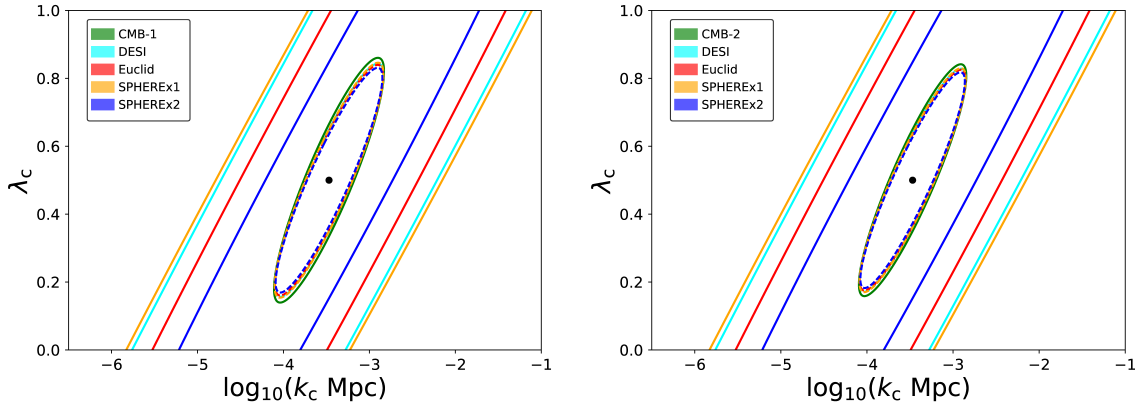 1.0
0.8
0.6
0.4
0.2
0.0
λc
CMB-1
DESI
Euclid
SPHEREx1
SPHEREx2
−6 −5 −4 −3 −2 −1
log10(kc Mpc)
1.0
0.8
0.6
0.4
0.2
0.0
λc
CMB-2
DESI
Euclid
SPHEREx1
SPHEREx2
−6 −5 −4 −3 −2 −1
log10(kc Mpc)